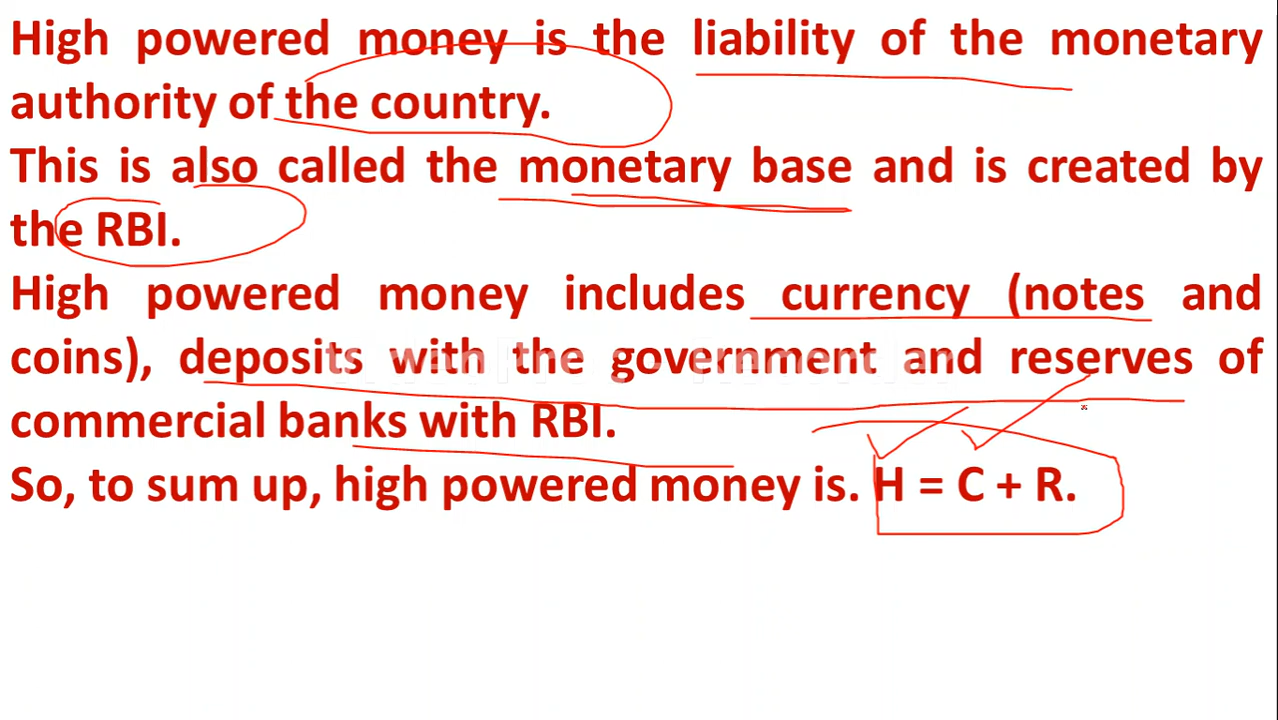 High powered money is the liability of the monetary
authority of the country.
This is also called the monetary base and is created by
the RBI.
High powered money includes currency (notes and
coins), deposits with the government and reserves of
commercial banks with RBI.
So, to sum up, high powered money is. H = C + R.